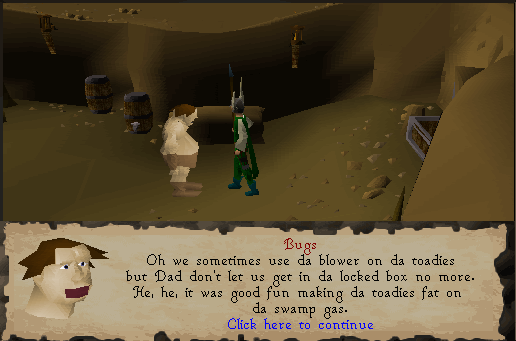 Bugs
Oh we sometimes use da blower on da toadies
but Dad don't let us get in da locked box no more.
He, he, it was good fun making da toadies fat on
da swamp gas.
Click here to continue